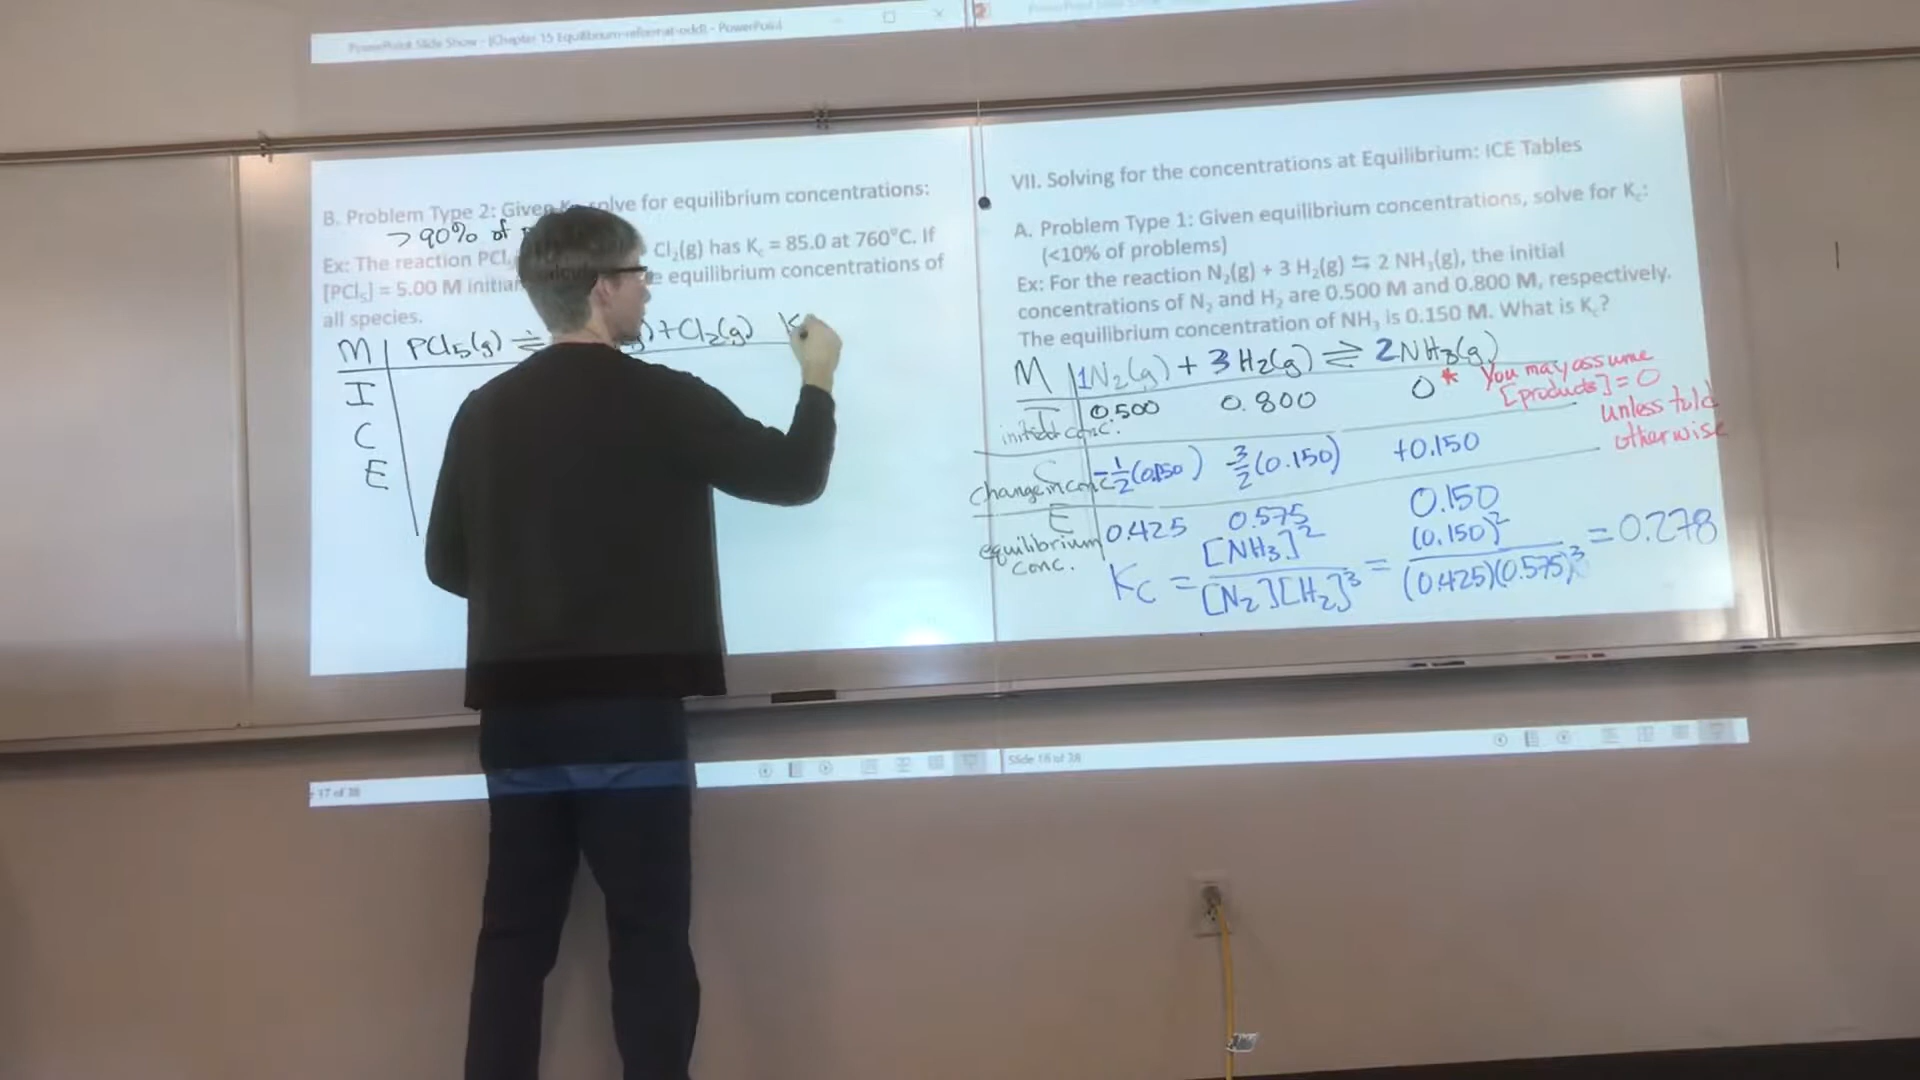 PowerPoint Slide Show - [Chapter 15 Equilibrium-reformat-odd] - PowerPoint
B. Problem Type 2: Given solve for equilibrium concentrations:
>90% of
Ex: The reaction PCl₅ Cl₂(g) has K꜀ = 85.0 at 760°C. If
[PCl₅] = 5.00 M equilibrium concentrations of
all species.
M PCl₅(g) ⇌ + Cl₂(g) K
I
C
E
17 of 38
VII. Solving for the concentrations at Equilibrium: ICE Tables
A. Problem Type 1: Given equilibrium concentrations, solve for K꜀:
(<10% of problems)
Ex: For the reaction N₂(g) + 3 H₂(g) ⇆ 2 NH₃(g), the initial
concentrations of N₂ and H₂ are 0.500 M and 0.800 M, respectively.
The equilibrium concentration of NH₃ is 0.150 M. What is K꜀?
M 1N₂(g) + 3H₂(g) ⇌ 2NH₃(g)
I 0.500 0.800 0*
initial conc.
You may assume
[products] = 0
unless told
otherwise
C -1/2(0.150) 3/2(0.150) +0.150
change in conc
E 0.425 0.575 0.150
equilibrium
conc.
Kc = [NH₃]² / [N₂][H₂]³ = (0.150)² / (0.425)(0.575)³ = 0.278
Slide 16 of 38